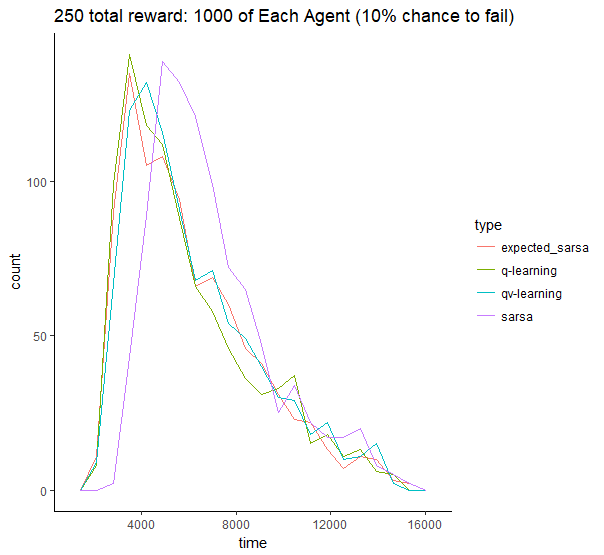 250 total reward: 1000 of Each Agent (10% chance to fail)
100
50
0
count
4000 8000 12000 16000
time
type
expected_sarsa
q-learning
qv-learning
sarsa